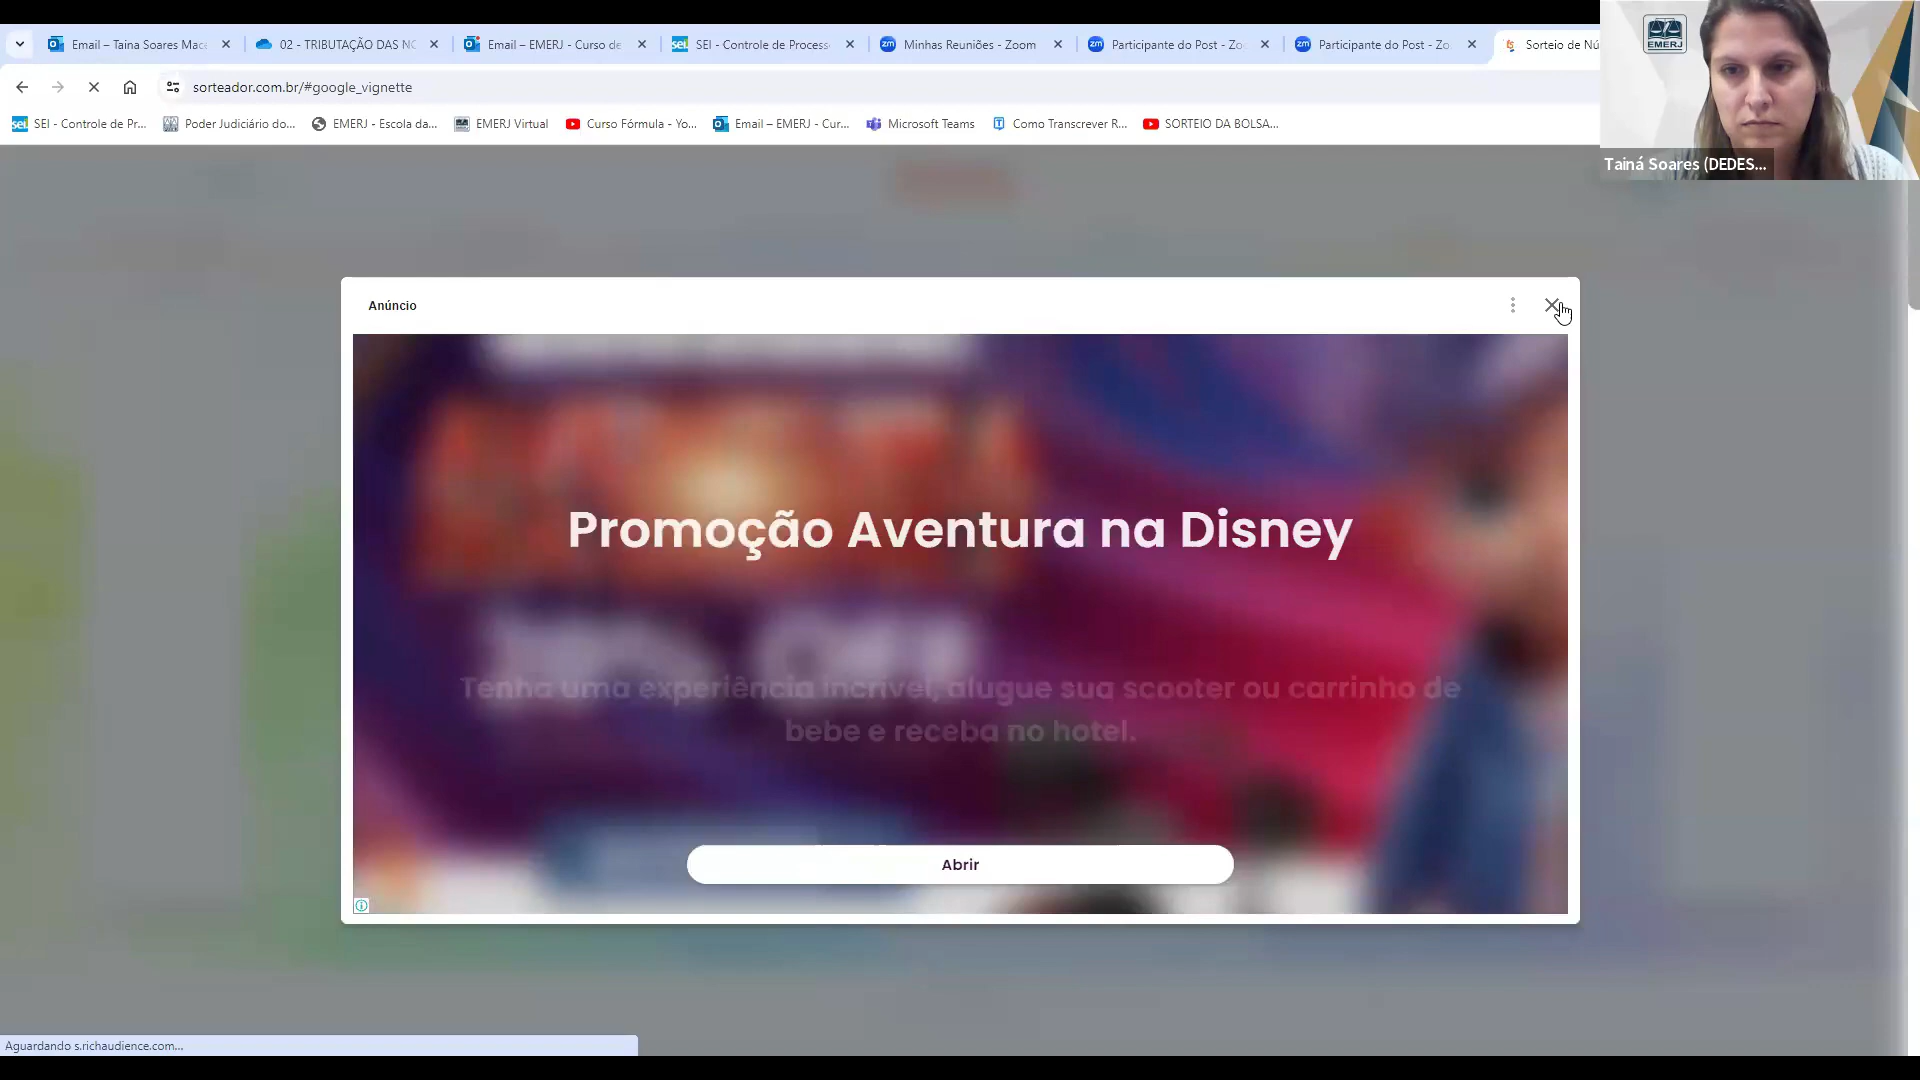 Email – Taina Soares Mac
02 - TRIBUTAÇÃO DAS NO
Email – EMERJ - Curso de
SEI - Controle de Process
Minhas Reuniões - Zoom
Participante do Post - Zo
Participante do Post - Zo
Sorteio de Nú
sorteador.com.br/#google_vignette
SEI - Controle de Pr...
Poder Judiciário do...
EMERJ - Escola da...
EMERJ Virtual
Curso Fórmula - Yo...
Email – EMERJ - Cur...
Microsoft Teams
Como Transcrever R...
SORTEIO DA BOLSA...
EMERJ
Tainá Soares (DEDES...
Anúncio
Promoção Aventura na Disney
Tenha uma experiência incrível, alugue sua scooter ou carrinho de
bebe e receba no hotel.
Abrir
Aguardando s.richaudience.com...